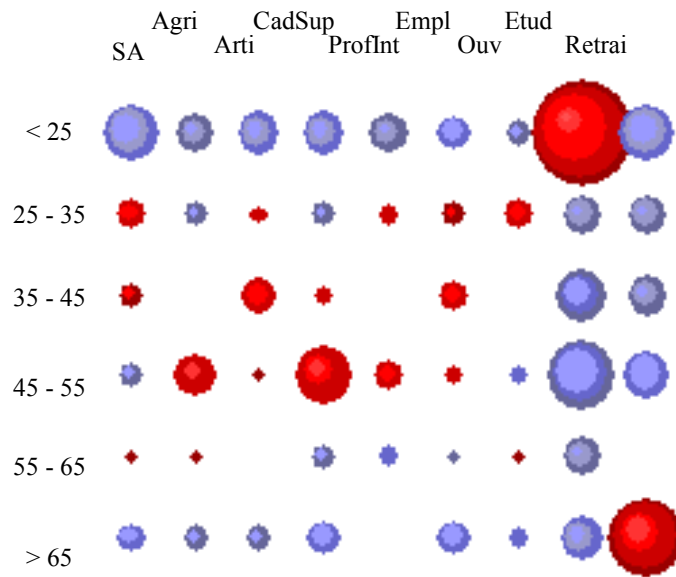 Agri CadSup Empl Etud
SA Arti ProfInt Ouv Retrai
< 25
25 - 35
35 - 45
45 - 55
55 - 65
> 65